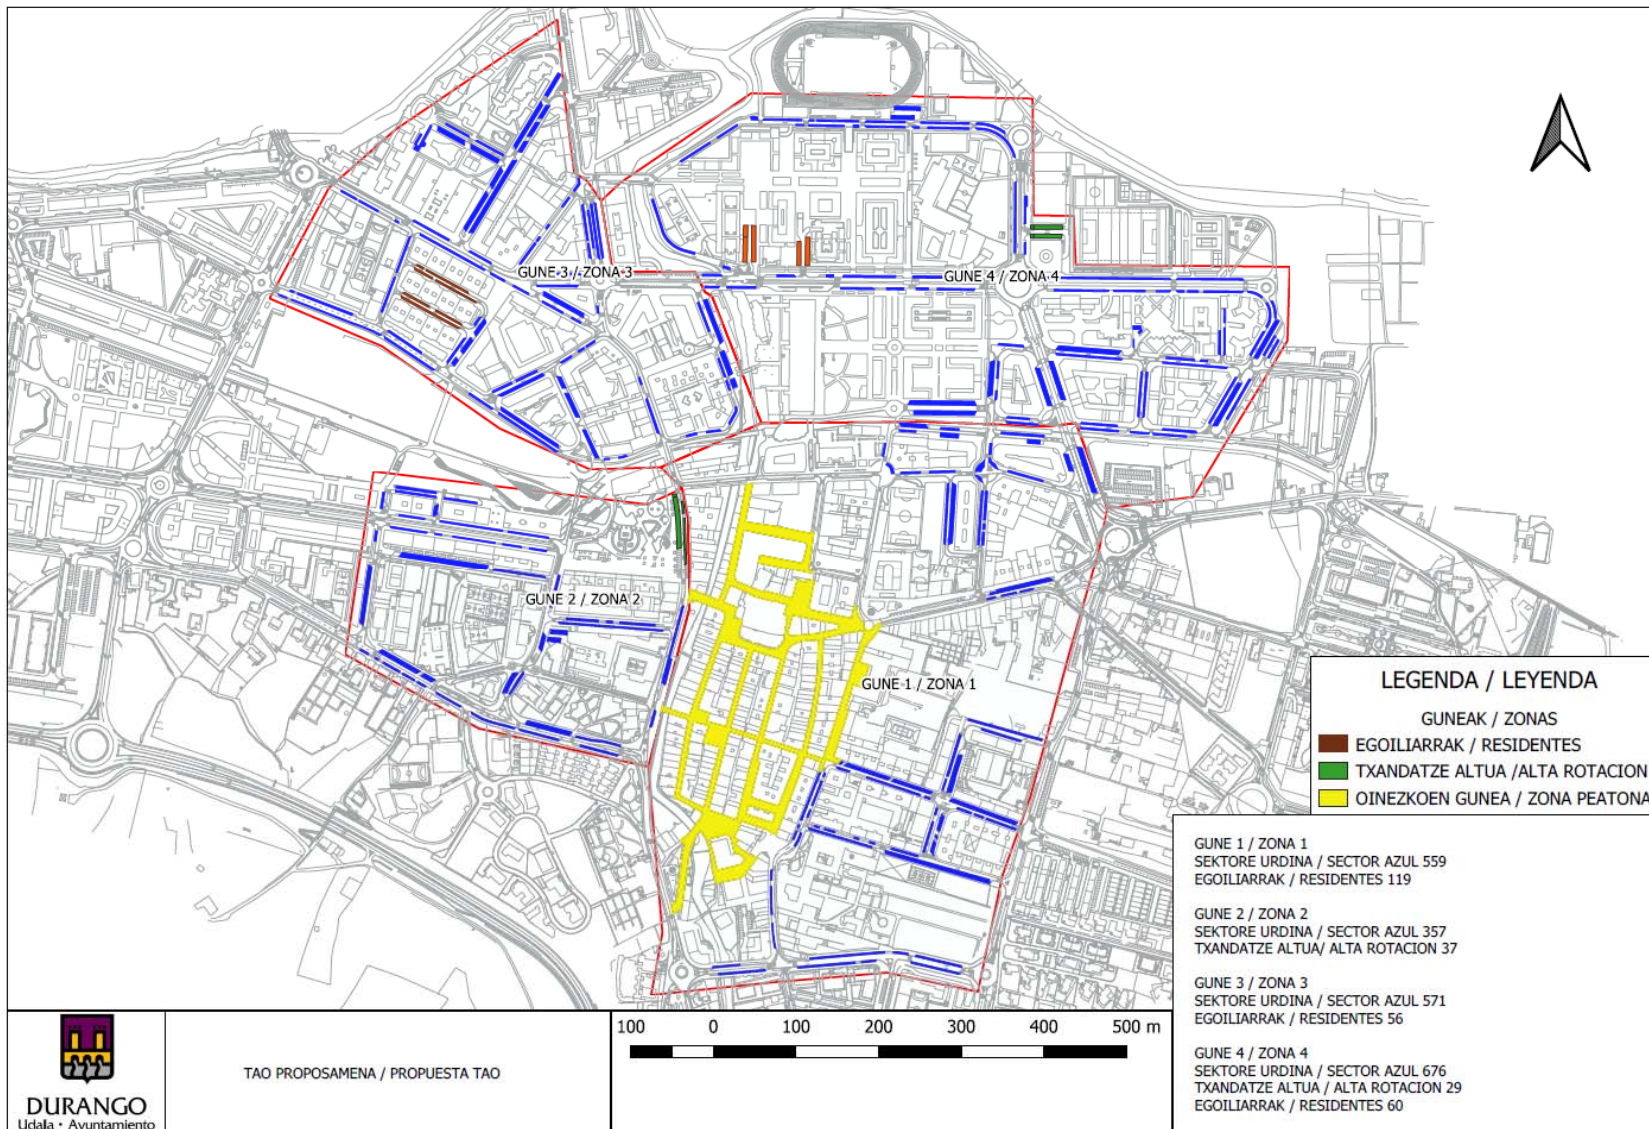 GUNE 3 / ZONA 3
GUNE 4 / ZONA 4
GUNE 2 / ZONA 2
GUNE 1 / ZONA 1
LEGENDA / LEYENDA
GUNEAK / ZONAS
EGOILIARRAK / RESIDENTES
TXANDATZE ALTUA /ALTA ROTACION
OINEZKOEN GUNEA / ZONA PEATONA
GUNE 1 / ZONA 1
SEKTORE URDINA / SECTOR AZUL 559
EGOILIARRAK / RESIDENTES 119
GUNE 2 / ZONA 2
SEKTORE URDINA / SECTOR AZUL 357
TXANDATZE ALTUA/ ALTA ROTACION 37
GUNE 3 / ZONA 3
SEKTORE URDINA / SECTOR AZUL 571
EGOILIARRAK / RESIDENTES 56
GUNE 4 / ZONA 4
SEKTORE URDINA / SECTOR AZUL 676
TXANDATZE ALTUA / ALTA ROTACION 29
EGOILIARRAK / RESIDENTES 60
DURANGO
Udala • Ayuntamiento
TAO PROPOSAMENA / PROPUESTA TAO
100 0 100 200 300 400 500 m